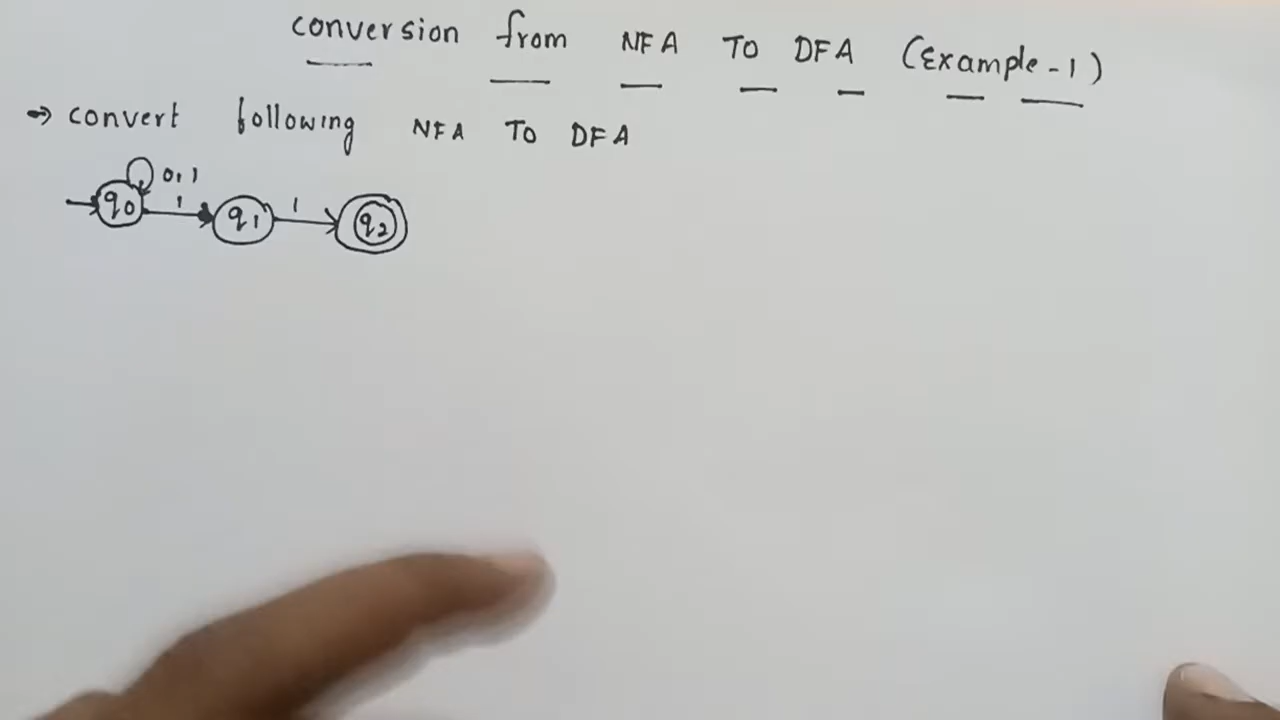 conversion from NFA TO DFA (Example-1)
→ convert following NFA TO DFA
0,1
q0 1 q1 1 q2